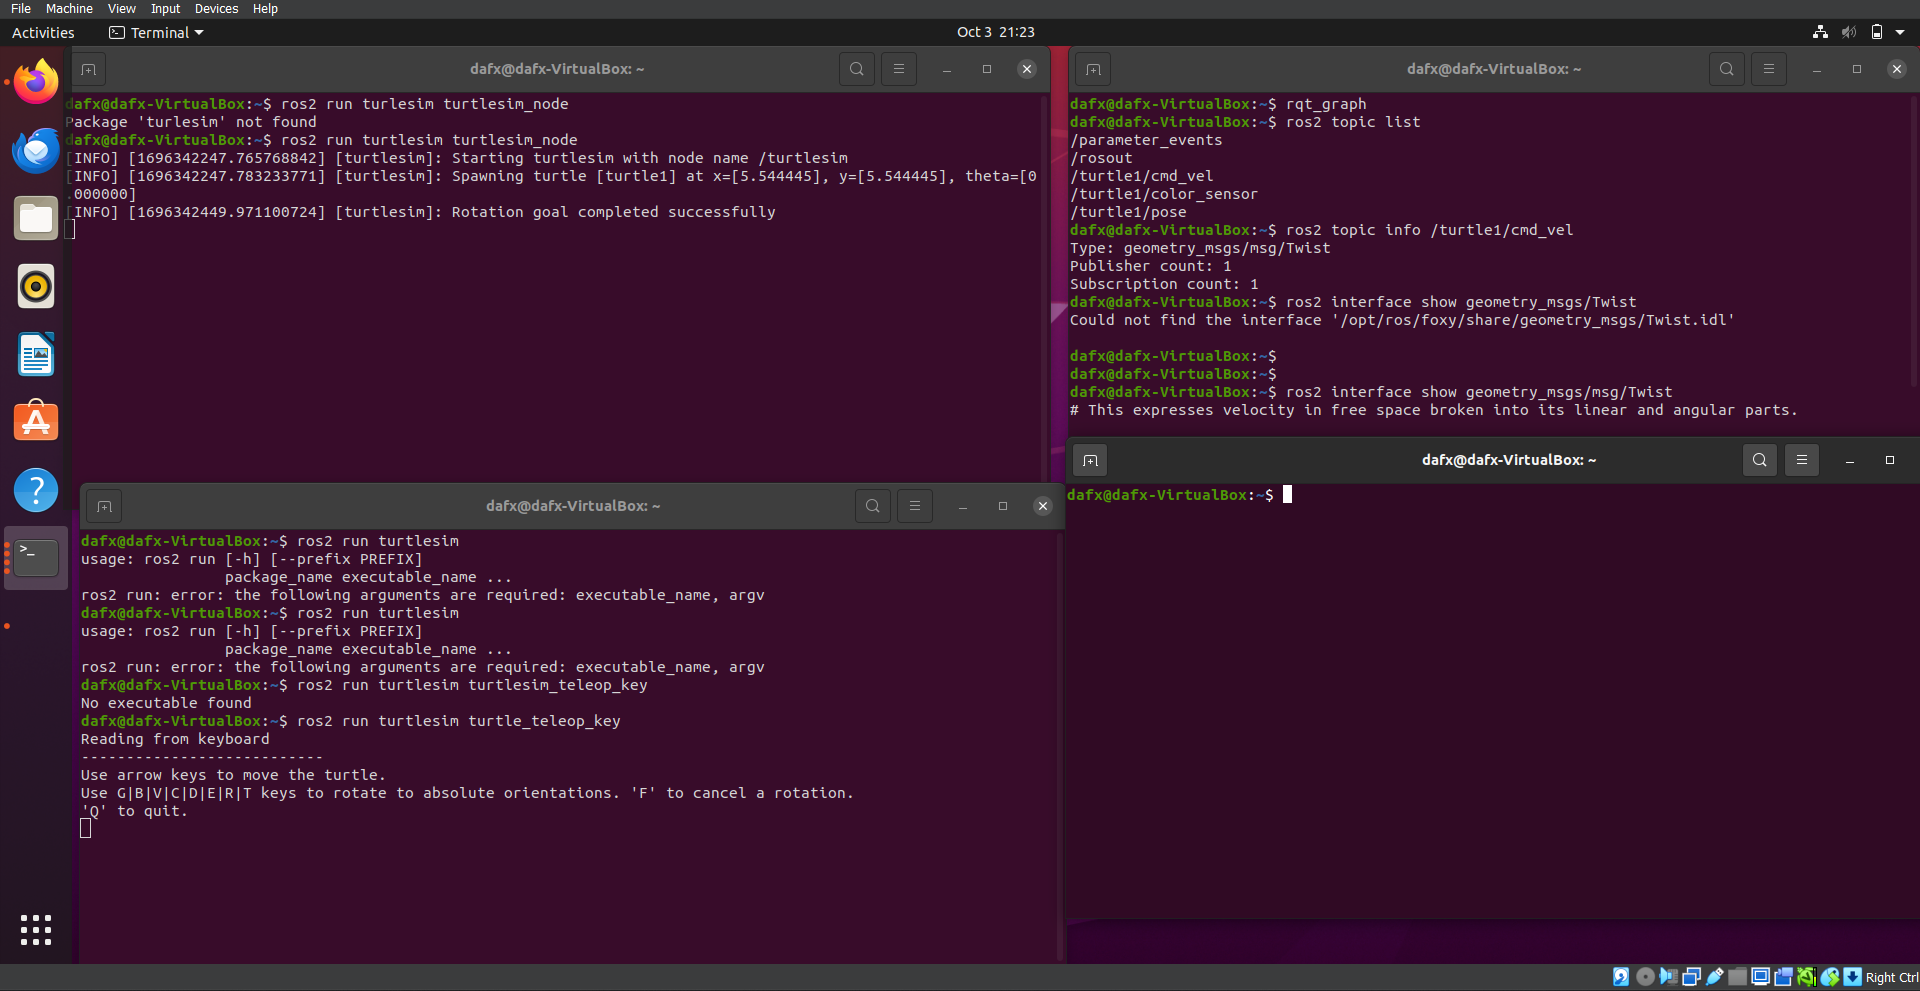 File Machine View Input Devices Help
Activities Terminal Oct 3 21:23
dafx@dafx-VirtualBox: ~
dafx@dafx-VirtualBox:~$ ros2 run turlesim turtlesim_node
Package 'turlesim' not found
dafx@dafx-VirtualBox:~$ ros2 run turtlesim turtlesim_node
[INFO] [1696342247.765768842] [turtlesim]: Starting turtlesim with node name /turtlesim
[INFO] [1696342247.783233771] [turtlesim]: Spawning turtle [turtle1] at x=[5.544445], y=[5.544445], theta=[0
.000000]
[INFO] [1696342449.971100724] [turtlesim]: Rotation goal completed successfully
dafx@dafx-VirtualBox: ~
dafx@dafx-VirtualBox:~$ rqt_graph
dafx@dafx-VirtualBox:~$ ros2 topic list
/parameter_events
/rosout
/turtle1/cmd_vel
/turtle1/color_sensor
/turtle1/pose
dafx@dafx-VirtualBox:~$ ros2 topic info /turtle1/cmd_vel
Type: geometry_msgs/msg/Twist
Publisher count: 1
Subscription count: 1
dafx@dafx-VirtualBox:~$ ros2 interface show geometry_msgs/Twist
Could not find the interface '/opt/ros/foxy/share/geometry_msgs/Twist.idl'
dafx@dafx-VirtualBox:~$
dafx@dafx-VirtualBox:~$
dafx@dafx-VirtualBox:~$ ros2 interface show geometry_msgs/msg/Twist
# This expresses velocity in free space broken into its linear and angular parts.
dafx@dafx-VirtualBox: ~
dafx@dafx-VirtualBox:~$ ros2 run turtlesim
usage: ros2 run [-h] [--prefix PREFIX]
package_name executable_name ...
ros2 run: error: the following arguments are required: executable_name, argv
dafx@dafx-VirtualBox:~$ ros2 run turtlesim
usage: ros2 run [-h] [--prefix PREFIX]
package_name executable_name ...
ros2 run: error: the following arguments are required: executable_name, argv
dafx@dafx-VirtualBox:~$ ros2 run turtlesim turtlesim_teleop_key
No executable found
dafx@dafx-VirtualBox:~$ ros2 run turtlesim turtle_teleop_key
Reading from keyboard
---------------------------
Use arrow keys to move the turtle.
Use G|B|V|C|D|E|R|T keys to rotate to absolute orientations. 'F' to cancel a rotation.
'Q' to quit.
dafx@dafx-VirtualBox: ~
dafx@dafx-VirtualBox:~$
Right Ctrl